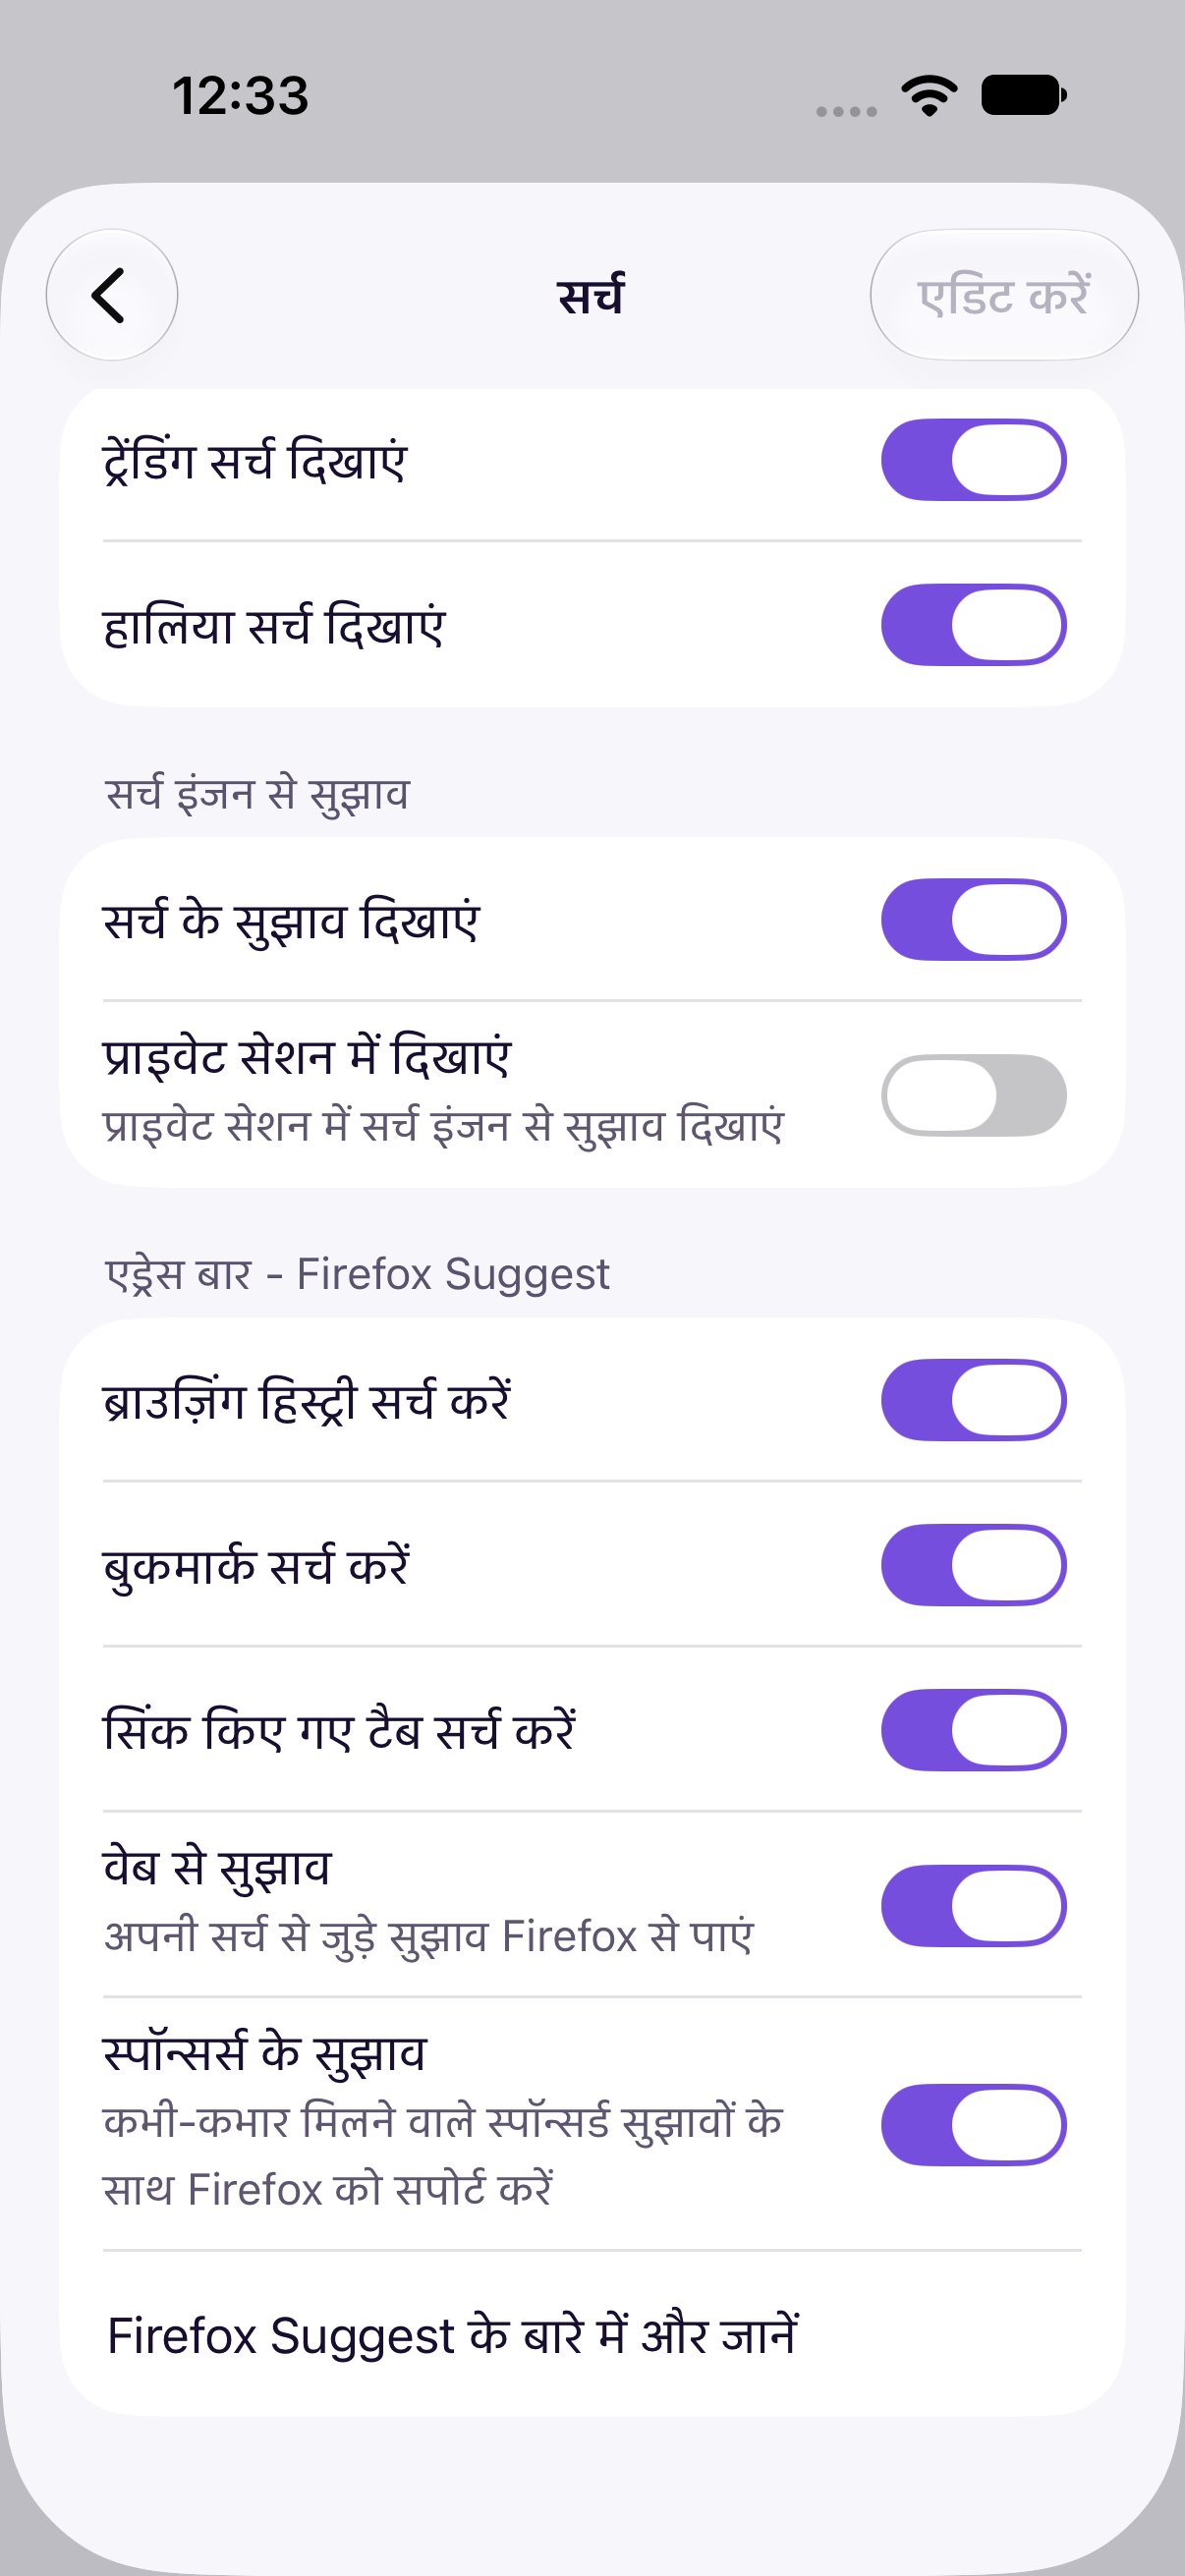 12:33
सर्च
एडिट करें
ट्रेंडिंग सर्च दिखाएं
हालिया सर्च दिखाएं
सर्च इंजन से सुझाव
सर्च के सुझाव दिखाएं
प्राइवेट सेशन में दिखाएं
प्राइवेट सेशन में सर्च इंजन से सुझाव दिखाएं
एड्रेस बार - Firefox Suggest
ब्राउज़िंग हिस्ट्री सर्च करें
बुकमार्क सर्च करें
सिंक किए गए टैब सर्च करें
वेब से सुझाव
अपनी सर्च से जुड़े सुझाव Firefox से पाएं
स्पॉन्सर्स के सुझाव
कभी-कभार मिलने वाले स्पॉन्सर्ड सुझावों के
साथ Firefox को सपोर्ट करें
Firefox Suggest के बारे में और जानें